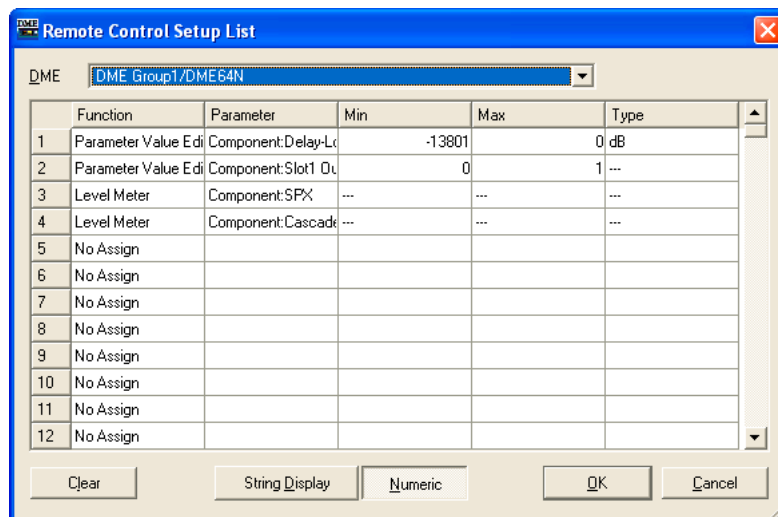 Remote Control Setup List
DME DME Group1/DME64N
Function Parameter Min Max Type
1 Parameter Value Edi Component:Delay-Lo -13801 0 dB
2 Parameter Value Edi Component:Slot1 Ou 0 1 ---
3 Level Meter Component:SPX --- --- ---
4 Level Meter Component:Cascade --- --- ---
5 No Assign
6 No Assign
7 No Assign
8 No Assign
9 No Assign
10 No Assign
11 No Assign
12 No Assign
Clear String Display Numeric OK Cancel